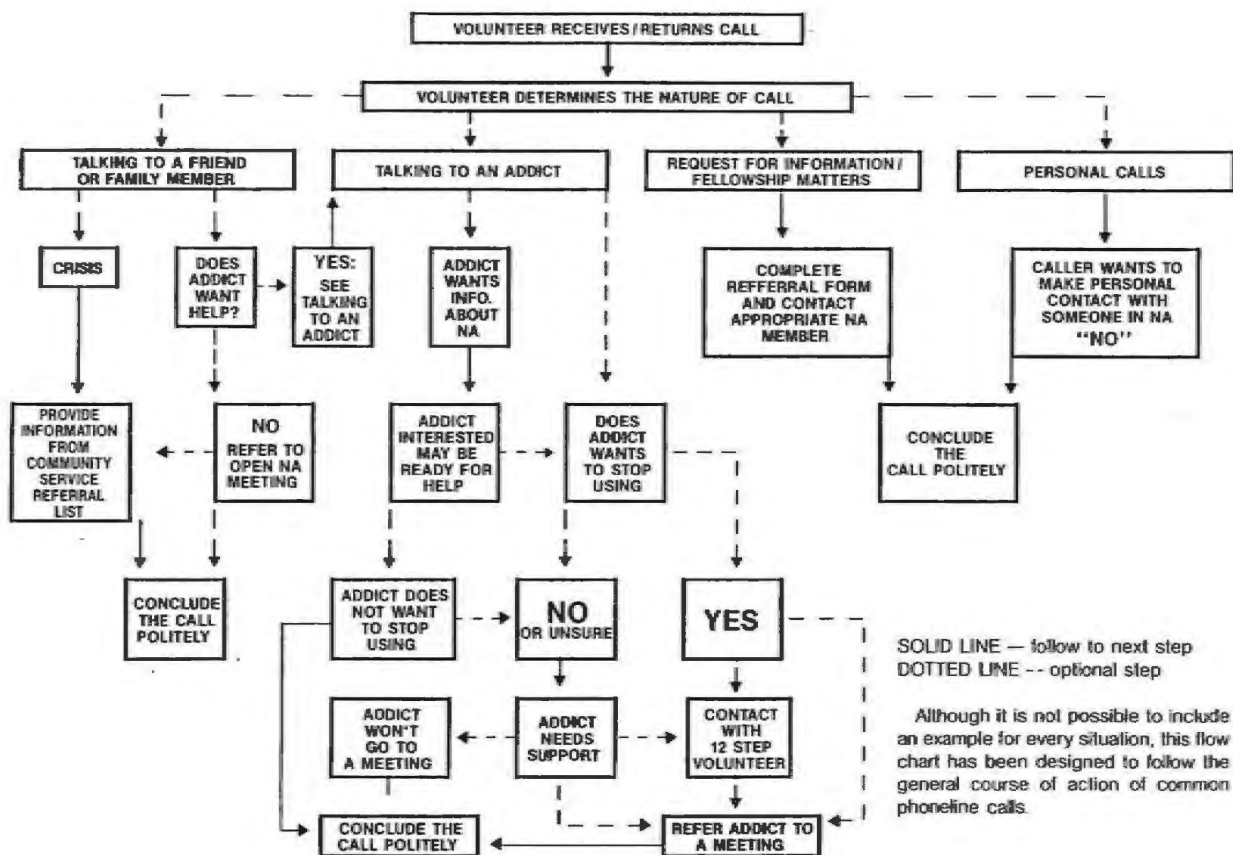 VOLUNTEER RECEIVES/RETURNS CALL
VOLUNTEER DETERMINES THE NATURE OF CALL
TALKING TO A FRIEND
OR FAMILY MEMBER
TALKING TO AN ADDICT
REQUEST FOR INFORMATION/
FELLOWSHIP MATTERS
PERSONAL CALLS
CRISIS
DOES
ADDICT
WANT
HELP?
YES:
SEE
TALKING
TO AN
ADDICT
ADDICT
WANTS
INFO.
ABOUT
NA
COMPLETE
REFFERRAL FORM
AND CONTACT
APPROPRIATE NA
MEMBER
CALLER WANTS TO
MAKE PERSONAL
CONTACT WITH
SOMEONE IN NA
"NO"
PROVIDE
INFORMATION
FROM
COMMUNITY
SERVICE
REFERRAL
LIST
NO
REFER TO
OPEN NA
MEETING
ADDICT
INTERESTED
MAY BE
READY FOR
HELP
DOES
ADDICT
WANTS
TO STOP
USING
CONCLUDE
THE
CALL POLITELY
CONCLUDE
THE CALL
POLITELY
ADDICT DOES
NOT WANT
TO STOP
USING
NO
OR UNSURE
YES
ADDICT
WON'T
GO TO
A MEETING
ADDICT
NEEDS
SUPPORT
CONTACT
WITH
12 STEP
VOLUNTEER
CONCLUDE THE
CALL POLITELY
REFER ADDICT TO
A MEETING
SOLID LINE — follow to next step
DOTTED LINE -- optional step
Although it is not possible to include
an example for every situation, this flow
chart has been designed to follow the
general course of action of common
phoneline calls.